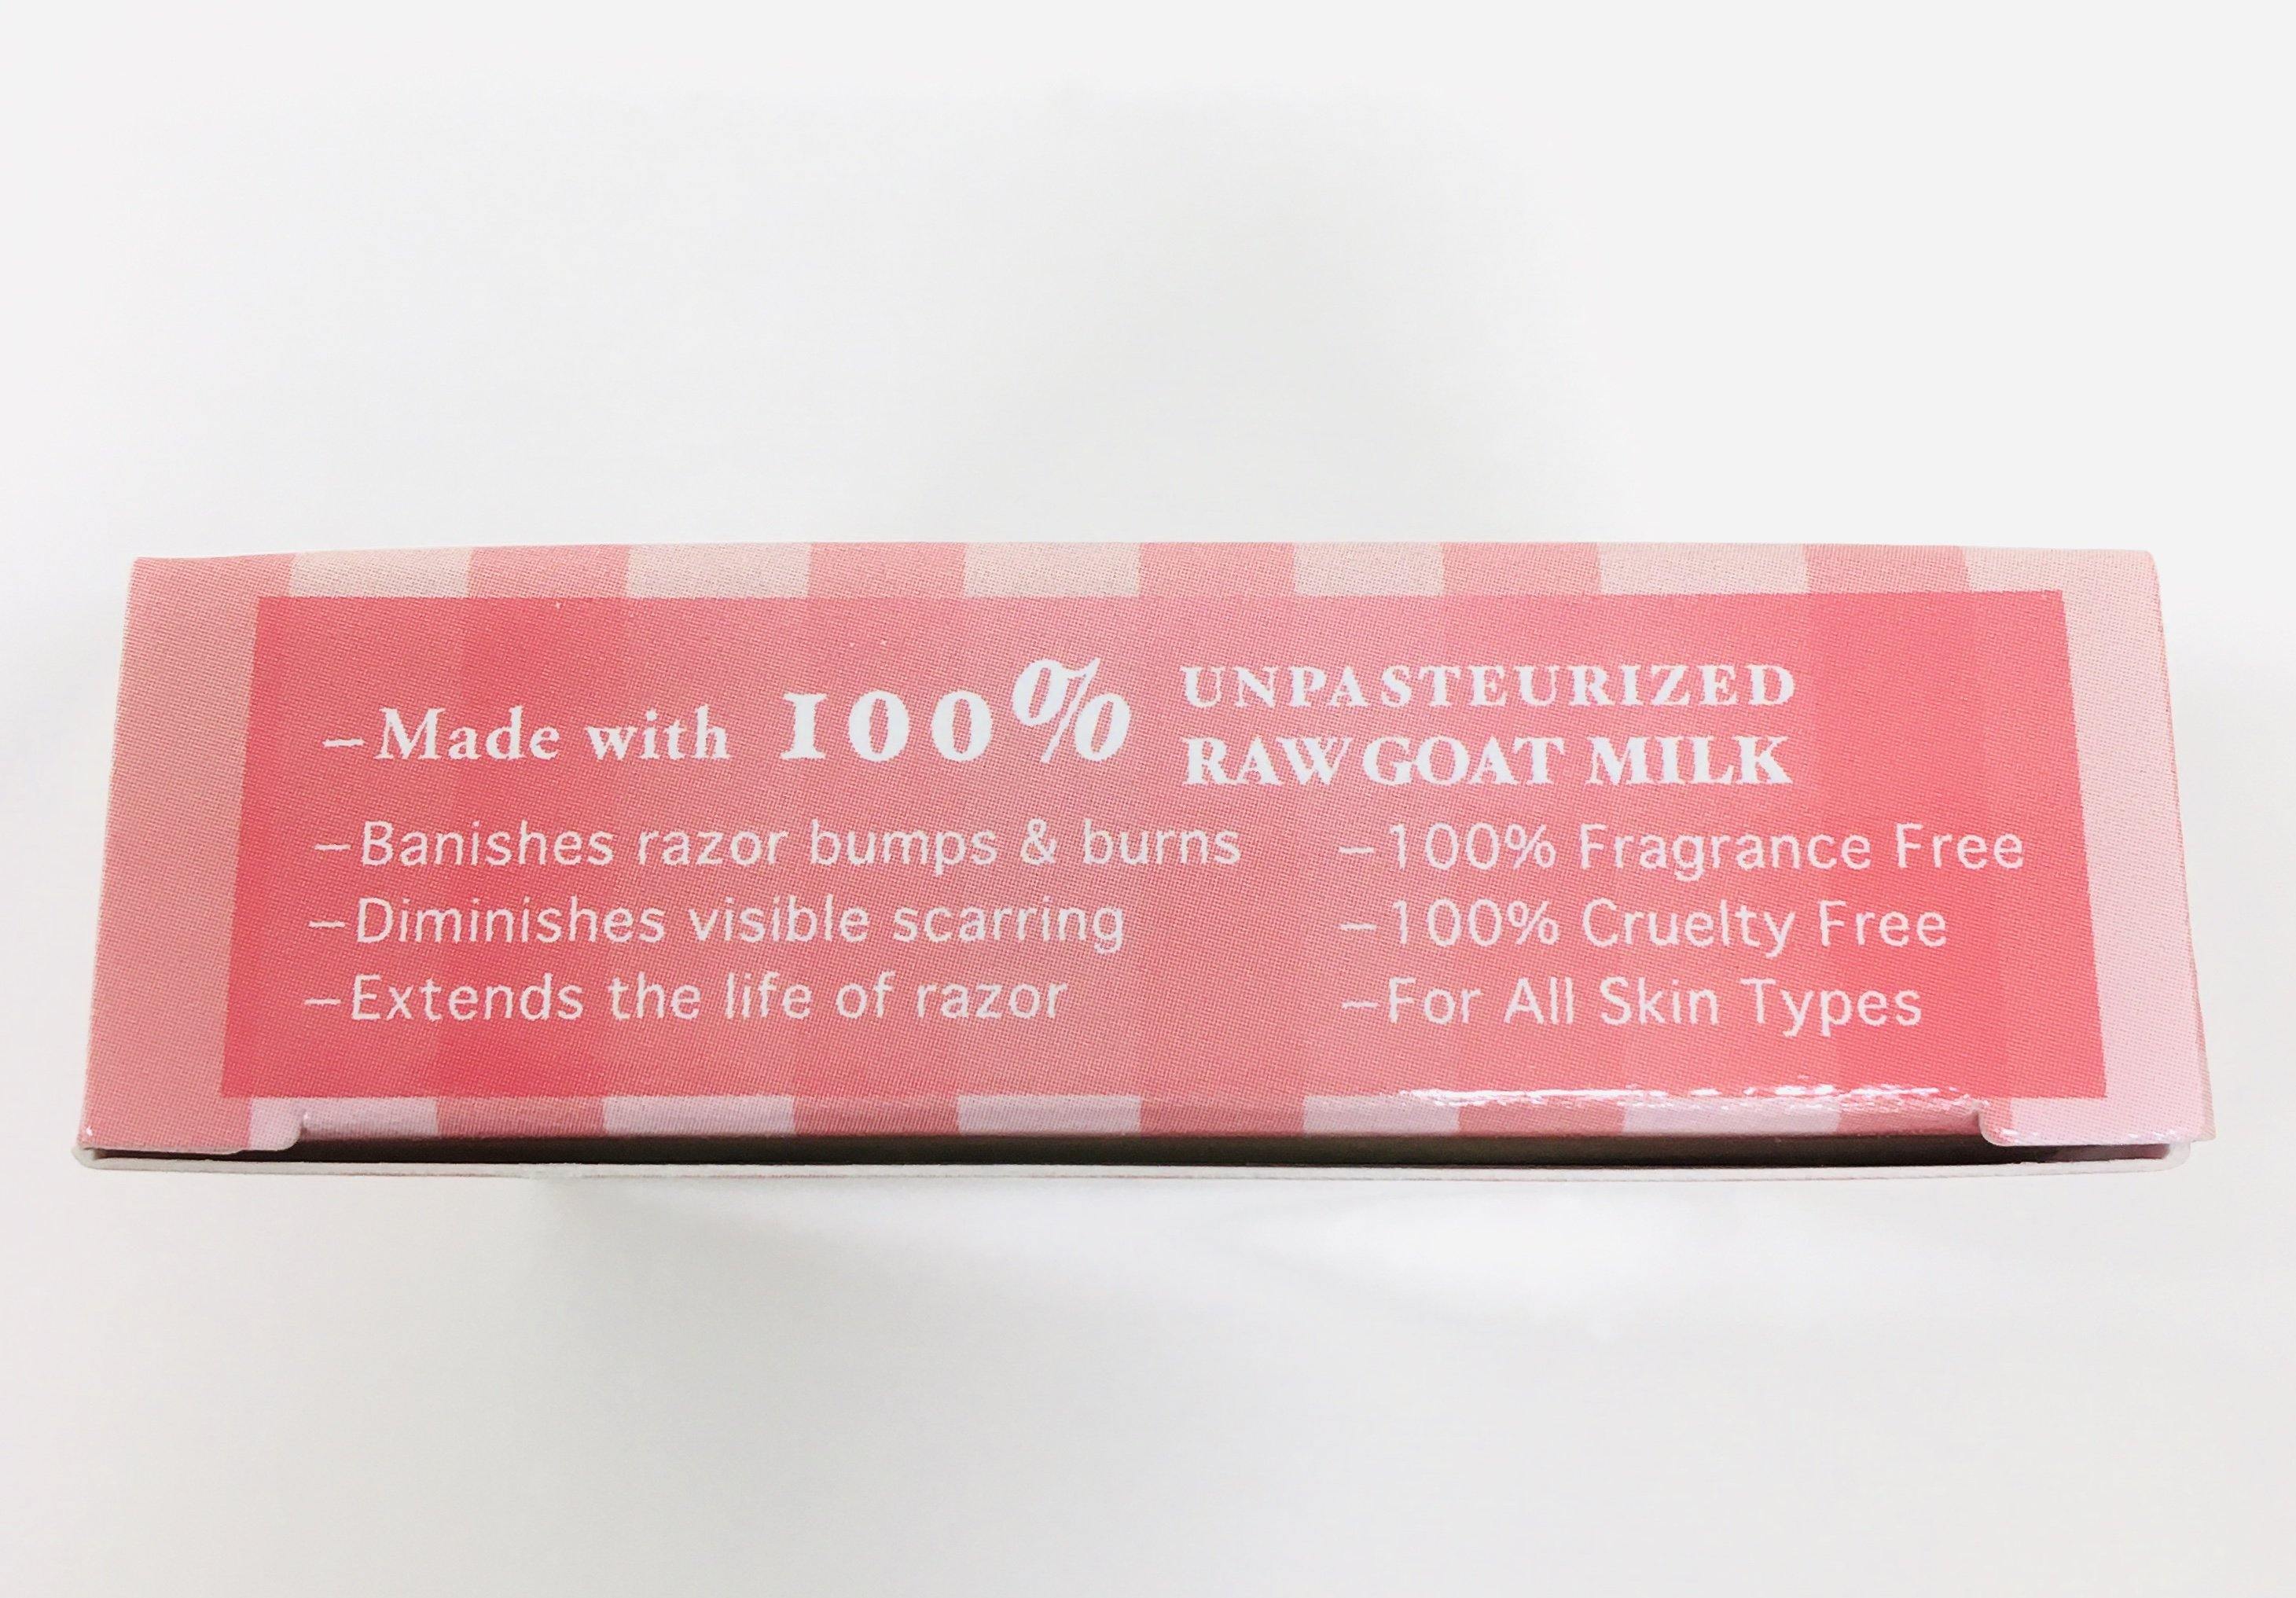 –Made with 100% UNPASTEURIZED
RAW GOAT MILK
–Banishes razor bumps & burns
–Diminishes visible scarring
–Extends the life of razor
–100% Fragrance Free
–100% Cruelty Free
–For All Skin Types